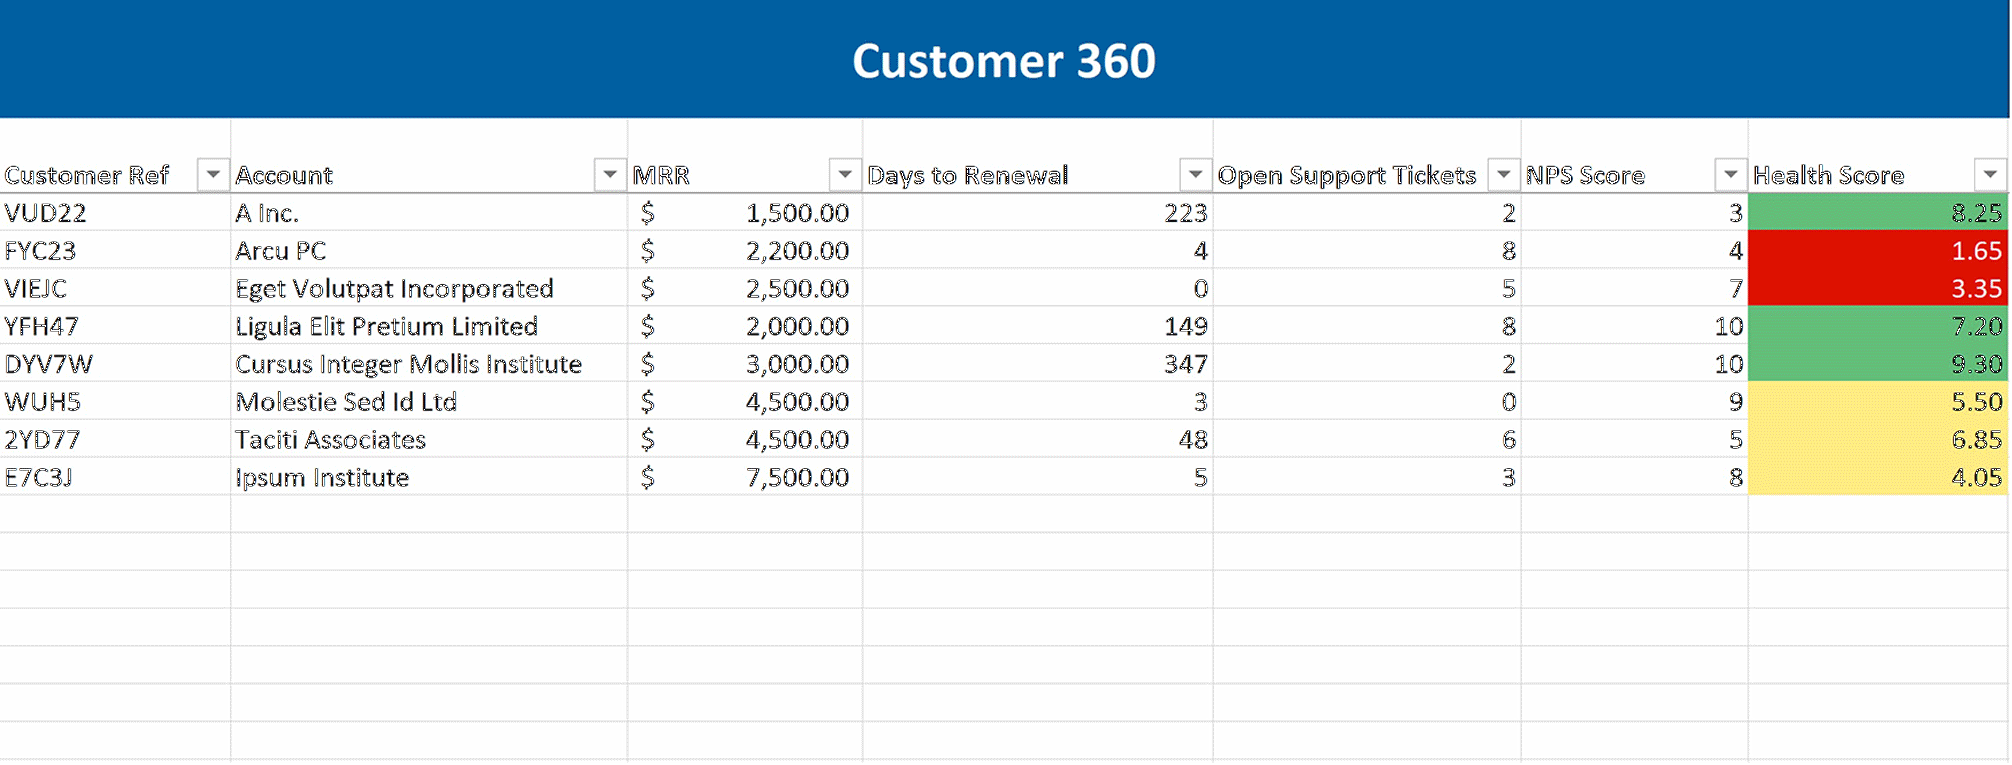 Customer 360
Customer Ref Account MRR Days to Renewal Open Support Tickets NPS Score Health Score
VUD22 A Inc. $ 1,500.00 223 2 3 8.25
FYC23 Arcu PC $ 2,200.00 4 8 4 1.65
VIEJC Eget Volutpat Incorporated $ 2,500.00 0 5 7 3.35
YFH47 Ligula Elit Pretium Limited $ 2,000.00 149 8 10 7.20
DYV7W Cursus Integer Mollis Institute $ 3,000.00 347 2 10 9.30
WUH5 Molestie Sed Id Ltd $ 4,500.00 3 0 9 5.50
2YD77 Taciti Associates $ 4,500.00 48 6 5 6.85
E7C3J Ipsum Institute $ 7,500.00 5 3 8 4.05